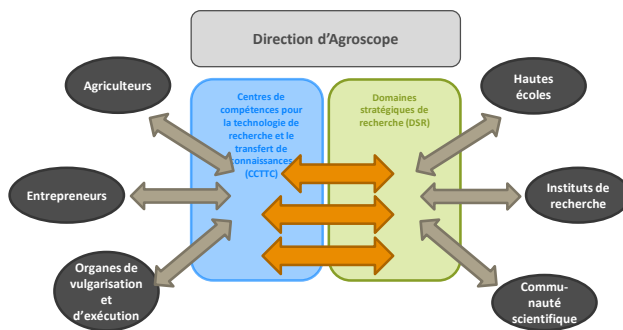 Direction d'Agroscope
Agriculteurs
Entrepreneurs
Organes de
vulgarisation
et
d'exécution
Centres de
compétences pour
la technologie de
recherche et le
transfert de
connaissances
(CCTTC)
Domaines
stratégiques de
recherche (DSR)
Hautes
écoles
Instituts de
recherche
Commu-
nauté
scientifique